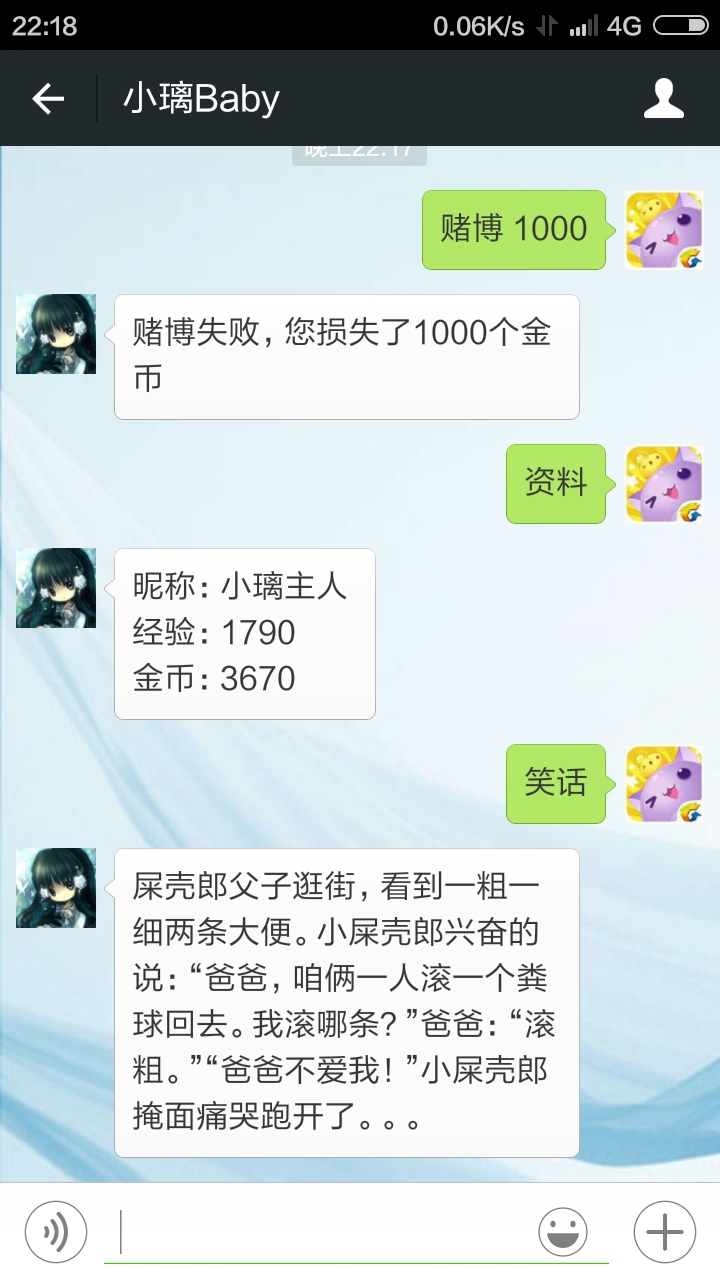 22:18
0.06K/s 4G
小璃Baby
晚上22:17
赌博 1000
赌博失败，您损失了1000个金
币
资料
昵称：小璃主人
经验：1790
金币：3670
笑话
屎壳郎父子逛街，看到一粗一
细两条大便。小屎壳郎兴奋的
说：“爸爸，咱俩一人滚一个粪
球回去。我滚哪条？”爸爸：“滚
粗。”“爸爸不爱我！”小屎壳郎
掩面痛哭跑开了。。。